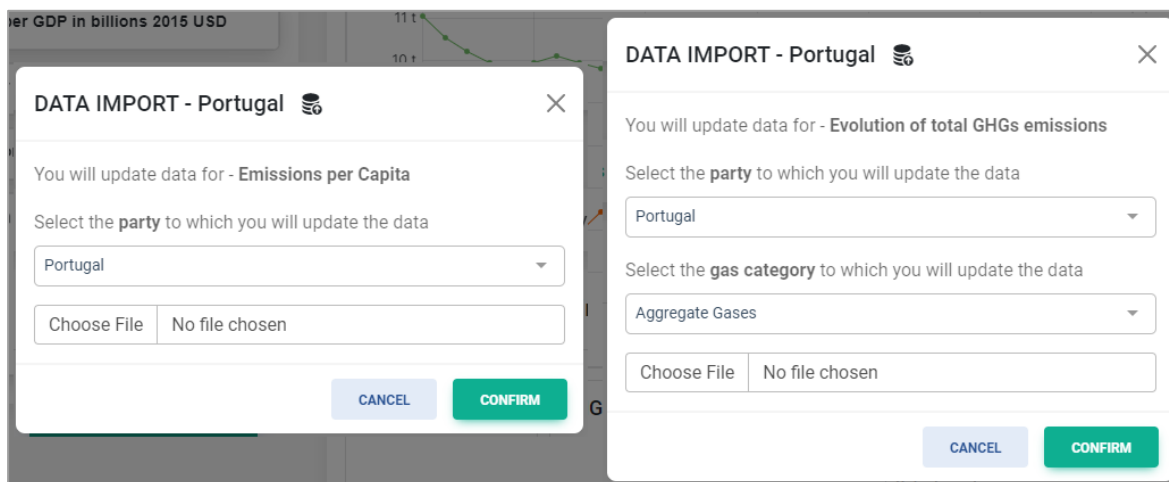 per GDP in billions 2015 USD
11 t
10 t
DATA IMPORT - Portugal
You will update data for - Emissions per Capita
Select the party to which you will update the data
Portugal
Choose File No file chosen
CANCEL CONFIRM
G
DATA IMPORT - Portugal
You will update data for - Evolution of total GHGs emissions
Select the party to which you will update the data
Portugal
Select the gas category to which you will update the data
Aggregate Gases
Choose File No file chosen
CANCEL CONFIRM